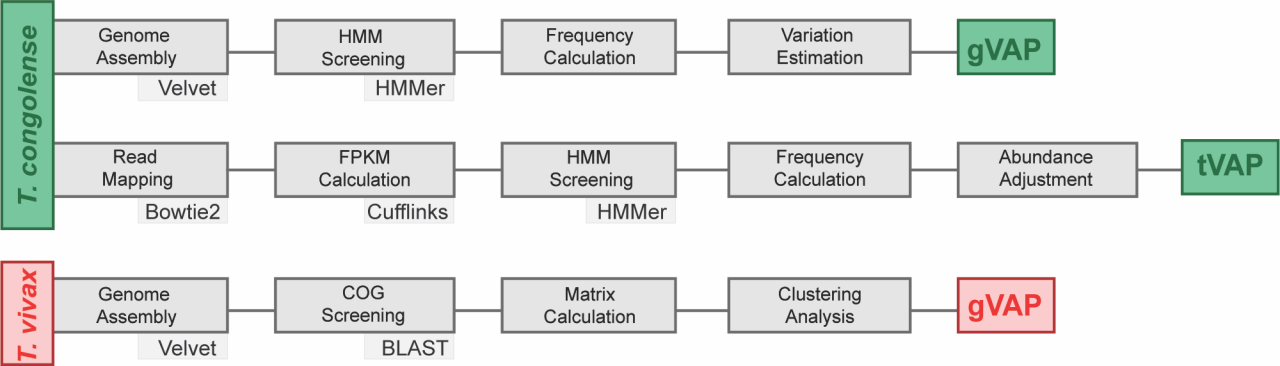 T. congolense
Genome
Assembly
Velvet
HMM
Screening
HMMer
Frequency
Calculation
Variation
Estimation
gVAP
Read
Mapping
Bowtie2
FPKM
Calculation
Cufflinks
HMM
Screening
HMMer
Frequency
Calculation
Abundance
Adjustment
tVAP
T. vivax
Genome
Assembly
Velvet
COG
Screening
BLAST
Matrix
Calculation
Clustering
Analysis
gVAP